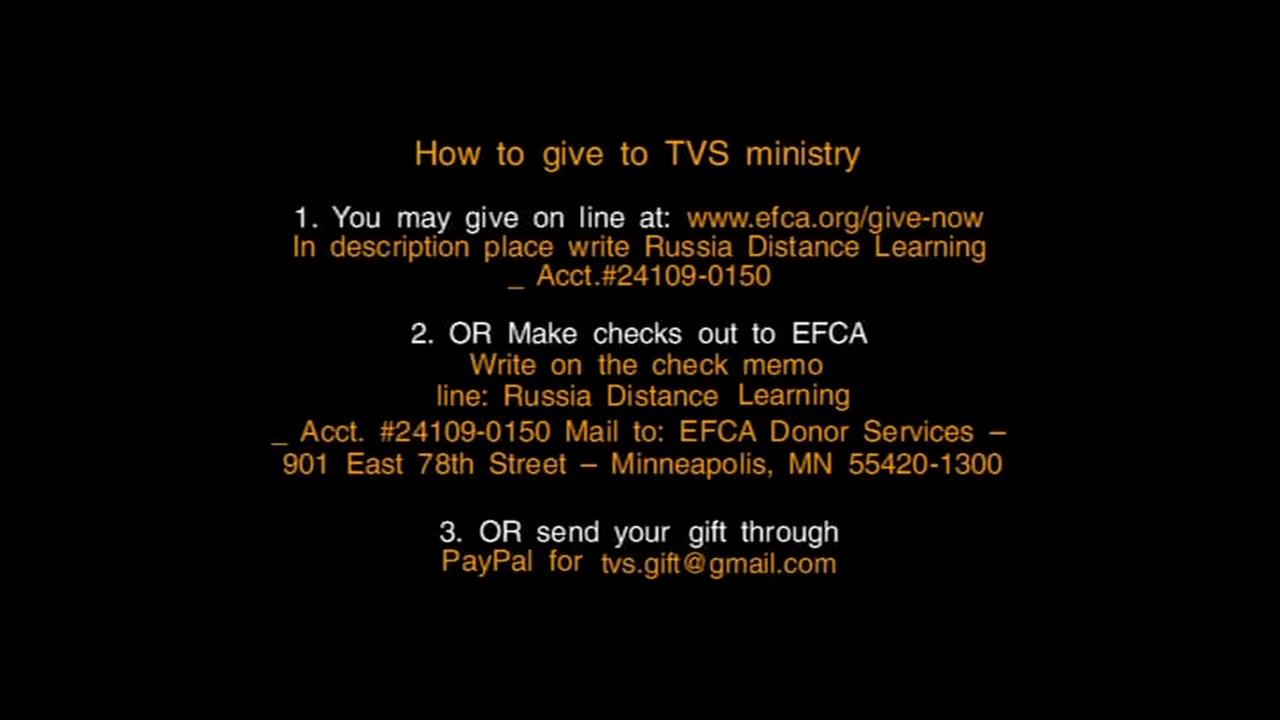 How to give to TVS ministry
1. You may give on line at: www.efca.org/give-now
In description place write Russia Distance Learning
_ Acct.#24109-0150
2. OR Make checks out to EFCA
Write on the check memo
line: Russia Distance Learning
_ Acct. #24109-0150 Mail to: EFCA Donor Services –
901 East 78th Street – Minneapolis, MN 55420-1300
3. OR send your gift through
PayPal for tvs.gift@gmail.com